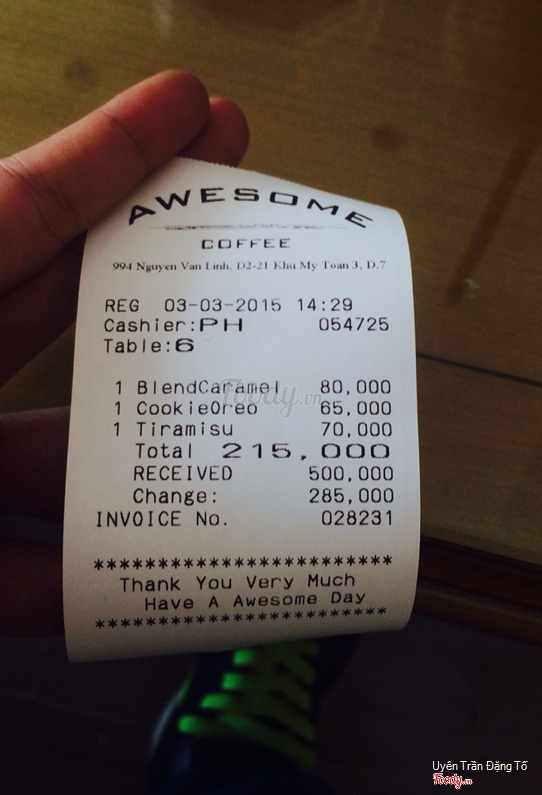 AWESOME
COFFEE
994 Nguyen Van Linh, D2-21 Khu My Toan 3, D.7
REG 03-03-2015 14:29
Cashier:PH 054725
Table:6
1 BlendCaramel 80,000
1 CookieOreo 65,000
1 Tiramisu 70,000
Total 215,000
RECEIVED 500,000
Change: 285,000
INVOICE No. 028231
****************************
Thank You Very Much
Have A Awesome Day
****************************
Foody.vn
Uyên Trần Đặng Tố
Foody.vn